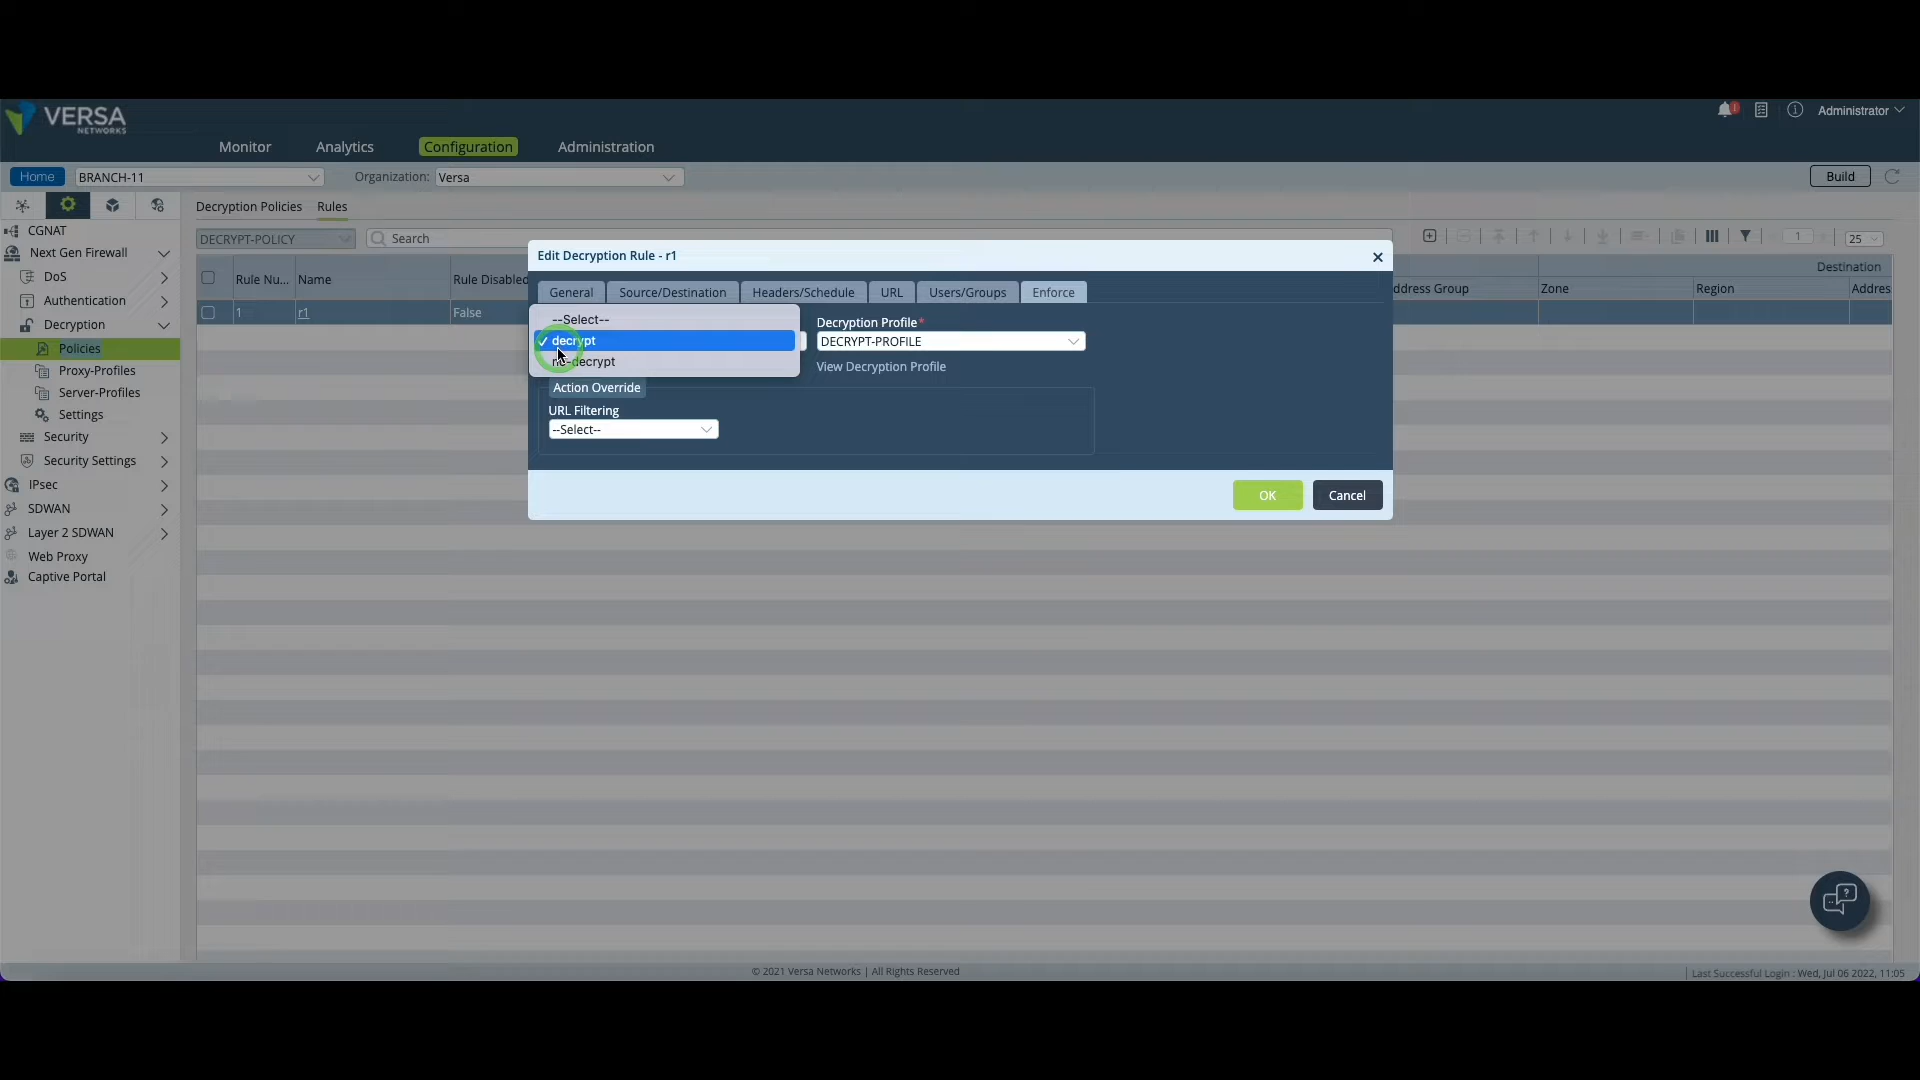 VERSA
NETWORKS
Administrator
Monitor
Analytics
Configuration
Administration
Home
BRANCH-11
Organization:
Versa
Build
CGNAT
Next Gen Firewall
DoS
Authentication
Decryption
Policies
Proxy-Profiles
Server-Profiles
Settings
Security
Security Settings
IPsec
SDWAN
Layer 2 SDWAN
Web Proxy
Captive Portal
Decryption Policies
Rules
DECRYPT-POLICY
Search
1
25
Rule Nu...
Name
Rule Disabled
ddress Group
Destination
Zone
Region
Addres
1
r1
False
Edit Decryption Rule - r1
General
Source/Destination
Headers/Schedule
URL
Users/Groups
Enforce
--Select--
decrypt
no-decrypt
Decryption Profile*
DECRYPT-PROFILE
View Decryption Profile
Action Override
URL Filtering
--Select--
OK
Cancel
© 2021 Versa Networks | All Rights Reserved
Last Successful Login : Wed, Jul 06 2022, 11:05